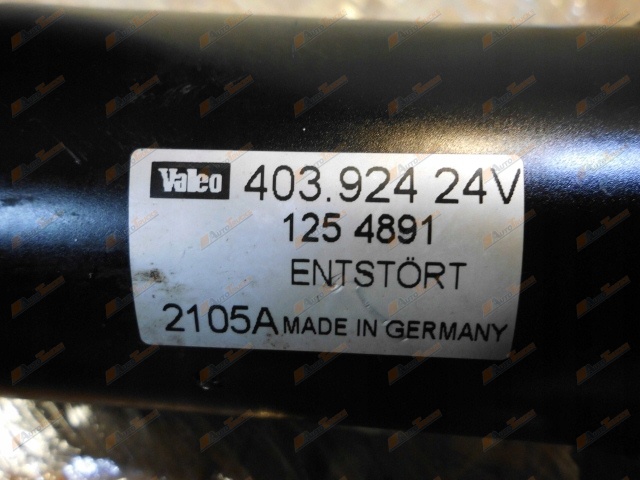 Valeo 403.924 24V
125 4891
ENTSTÖRT
2105A MADE IN GERMANY